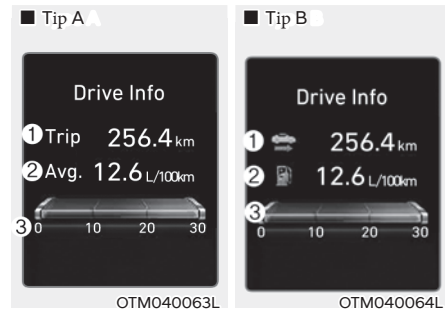 ■ Tip A
Drive Info
① Trip 256.4 km
② Avg. 12.6 L/100km
③
0 10 20 30
OTM040063L
■ Tip B
Drive Info
① 256.4 km
② 12.6 L/100km
③
0 10 20 30
OTM040064L